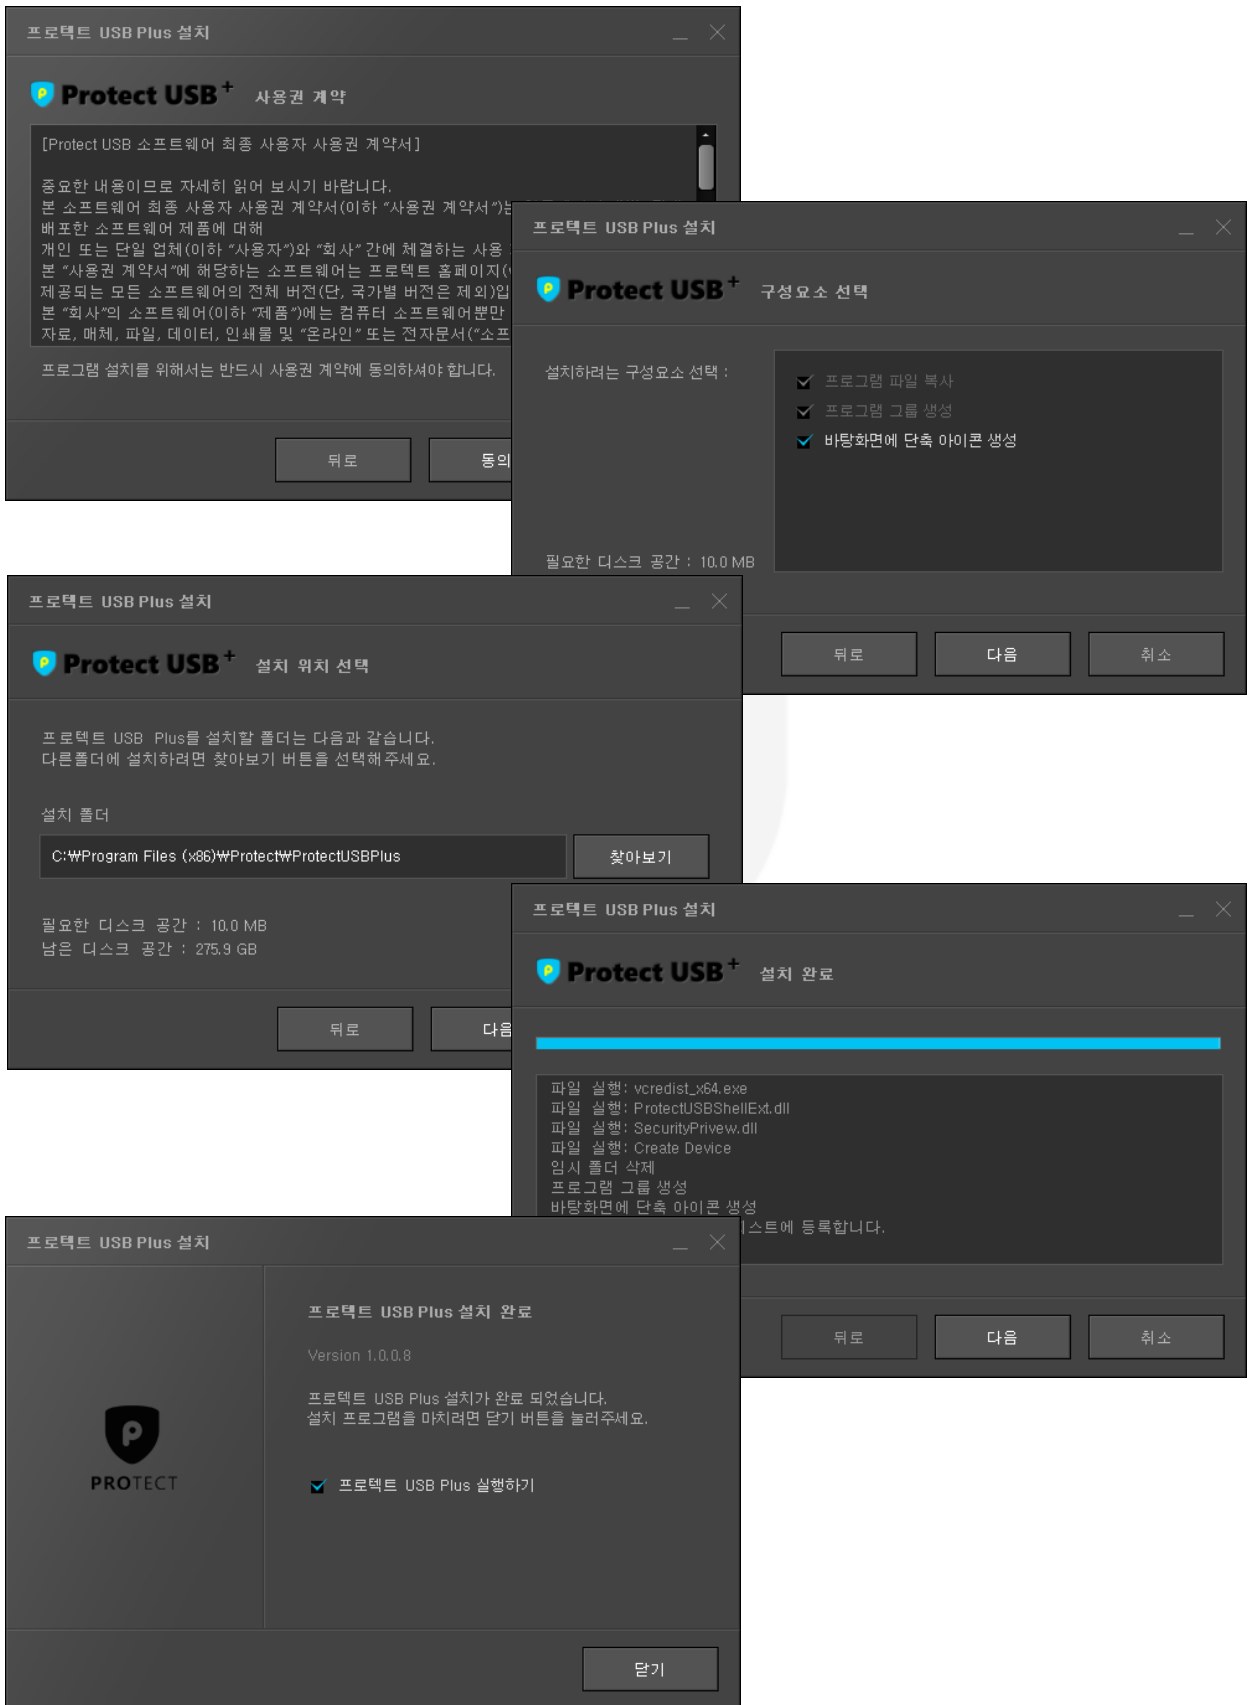 프로텍트 USB Plus 설치
Protect USB+ 사용권 계약
[Protect USB 소프트웨어 최종 사용자 사용권 계약서]
중요한 내용이므로 자세히 읽어 보시기 바랍니다.
본 소프트웨어 최종 사용자 사용권 계약서(이하 “사용권 계약서”)는
배포한 소프트웨어 제품에 대해
개인 또는 단일 업체(이하 “사용자”)와 “회사” 간에 체결하는 사용
본 “사용권 계약서”에 해당하는 소프트웨어는 프로텍트 홈페이지(
제공되는 모든 소프트웨어의 전체 버전(단, 국가별 버전은 제외)입
본 “회사”의 소프트웨어(이하 “제품”)에는 컴퓨터 소프트웨어뿐만
자료, 매체, 파일, 데이터, 인쇄물 및 “온라인” 또는 전자문서(“소프
프로그램 설치를 위해서는 반드시 사용권 계약에 동의하셔야 합니다.
뒤로
동의
프로텍트 USB Plus 설치
Protect USB+ 구성요소 선택
설치하려는 구성요소 선택 :
프로그램 파일 복사
프로그램 그룹 생성
바탕화면에 단축 아이콘 생성
필요한 디스크 공간 : 10.0 MB
뒤로
다음
취소
프로텍트 USB Plus 설치
Protect USB+ 설치 위치 선택
프로텍트 USB Plus를 설치할 폴더는 다음과 같습니다.
다른폴더에 설치하려면 찾아보기 버튼을 선택해주세요.
설치 폴더
C:₩Program Files (x86)₩Protect₩ProtectUSBPlus
찾아보기
필요한 디스크 공간 : 10.0 MB
남은 디스크 공간 : 275.9 GB
뒤로
다음
프로텍트 USB Plus 설치
Protect USB+ 설치 완료
파일 실행: vcredist_x64.exe
파일 실행: ProtectUSBShellExt.dll
파일 실행: SecurityPrivew.dll
파일 실행: Create Device
임시 폴더 삭제
프로그램 그룹 생성
바탕화면에 단축 아이콘 생성
스트에 등록합니다.
뒤로
다음
취소
프로텍트 USB Plus 설치
PROTECT
프로텍트 USB Plus 설치 완료
Version 1.0.0.8
프로텍트 USB Plus 설치가 완료 되었습니다.
설치 프로그램을 마치려면 닫기 버튼을 눌러주세요.
프로텍트 USB Plus 실행하기
닫기